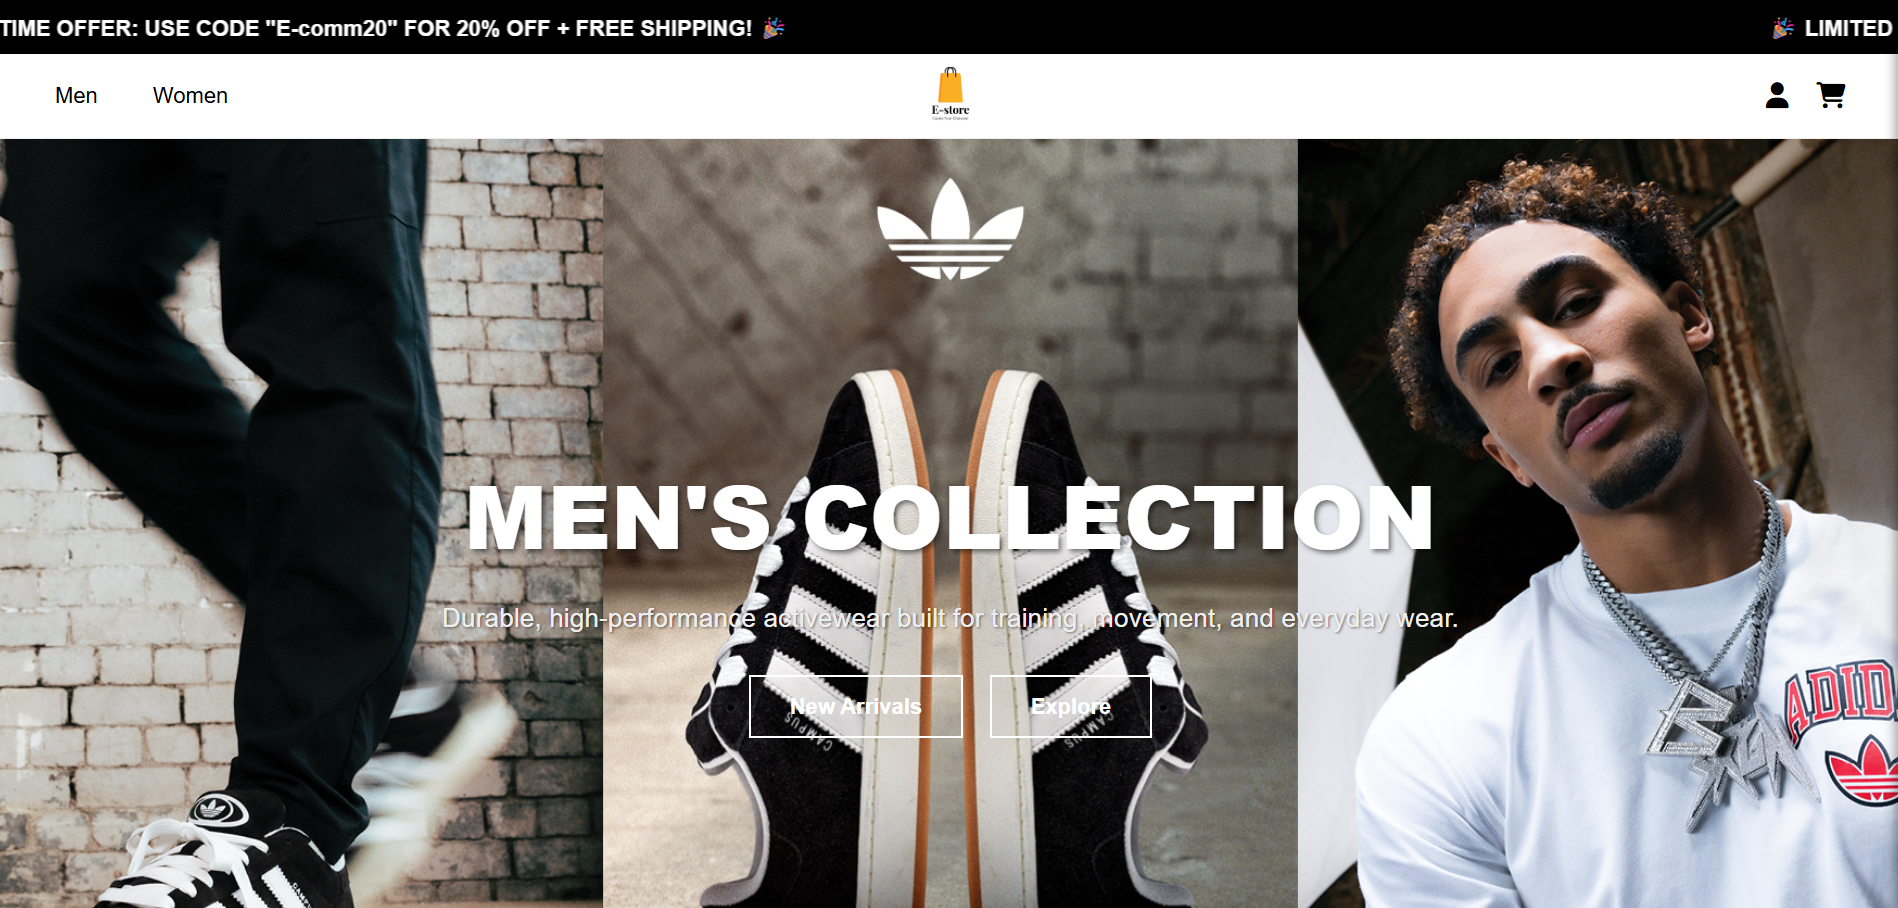 TIME OFFER: USE CODE "E-comm20" FOR 20% OFF + FREE SHIPPING! 🎉
🎉 LIMITED
Men
Women
E-store
MEN'S COLLECTION
Durable, high-performance activewear built for training, movement, and everyday wear.
New Arrivals
Explore
CAMPUS
CAMPUS
ADID